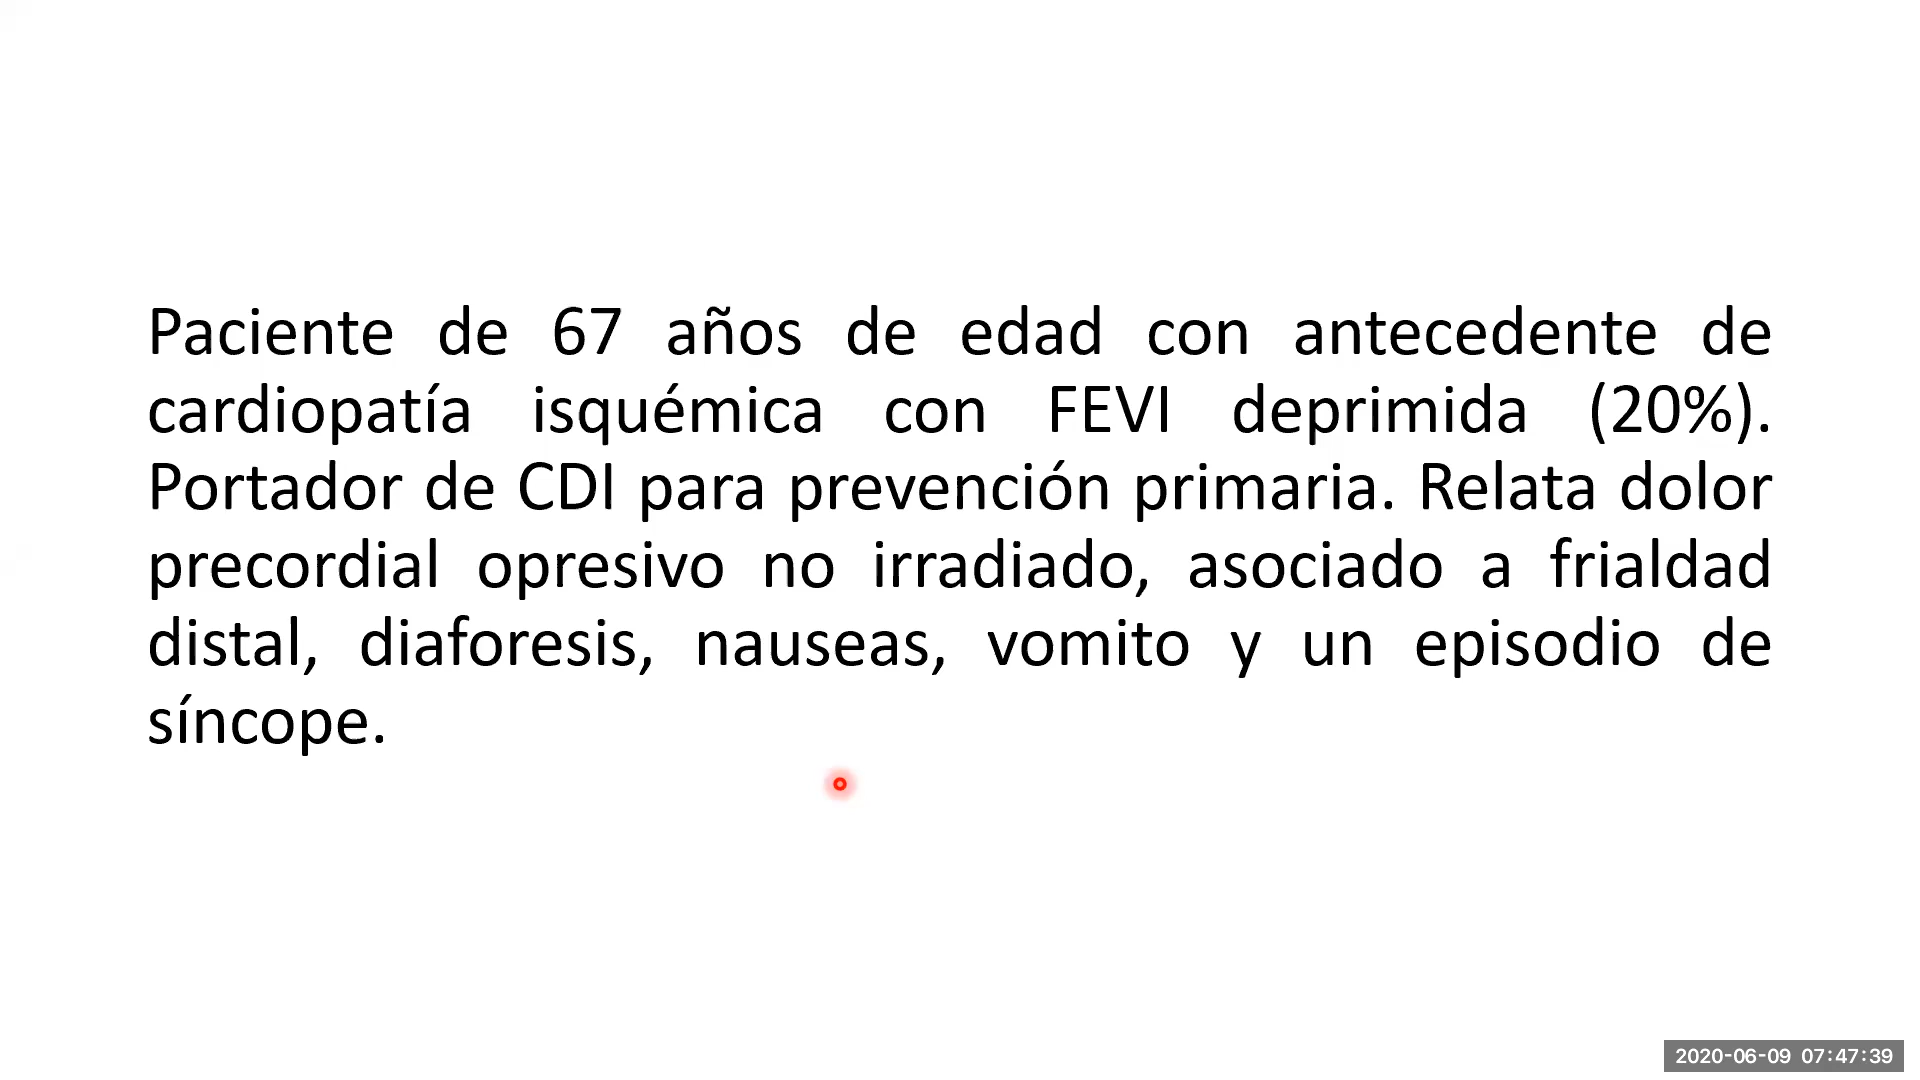 Paciente de 67 años de edad con antecedente de
cardiopatía isquémica con FEVI deprimida (20%).
Portador de CDI para prevención primaria. Relata dolor
precordial opresivo no irradiado, asociado a frialdad
distal, diaforesis, nauseas, vomito y un episodio de
síncope.
2020-06-09 07:47:39